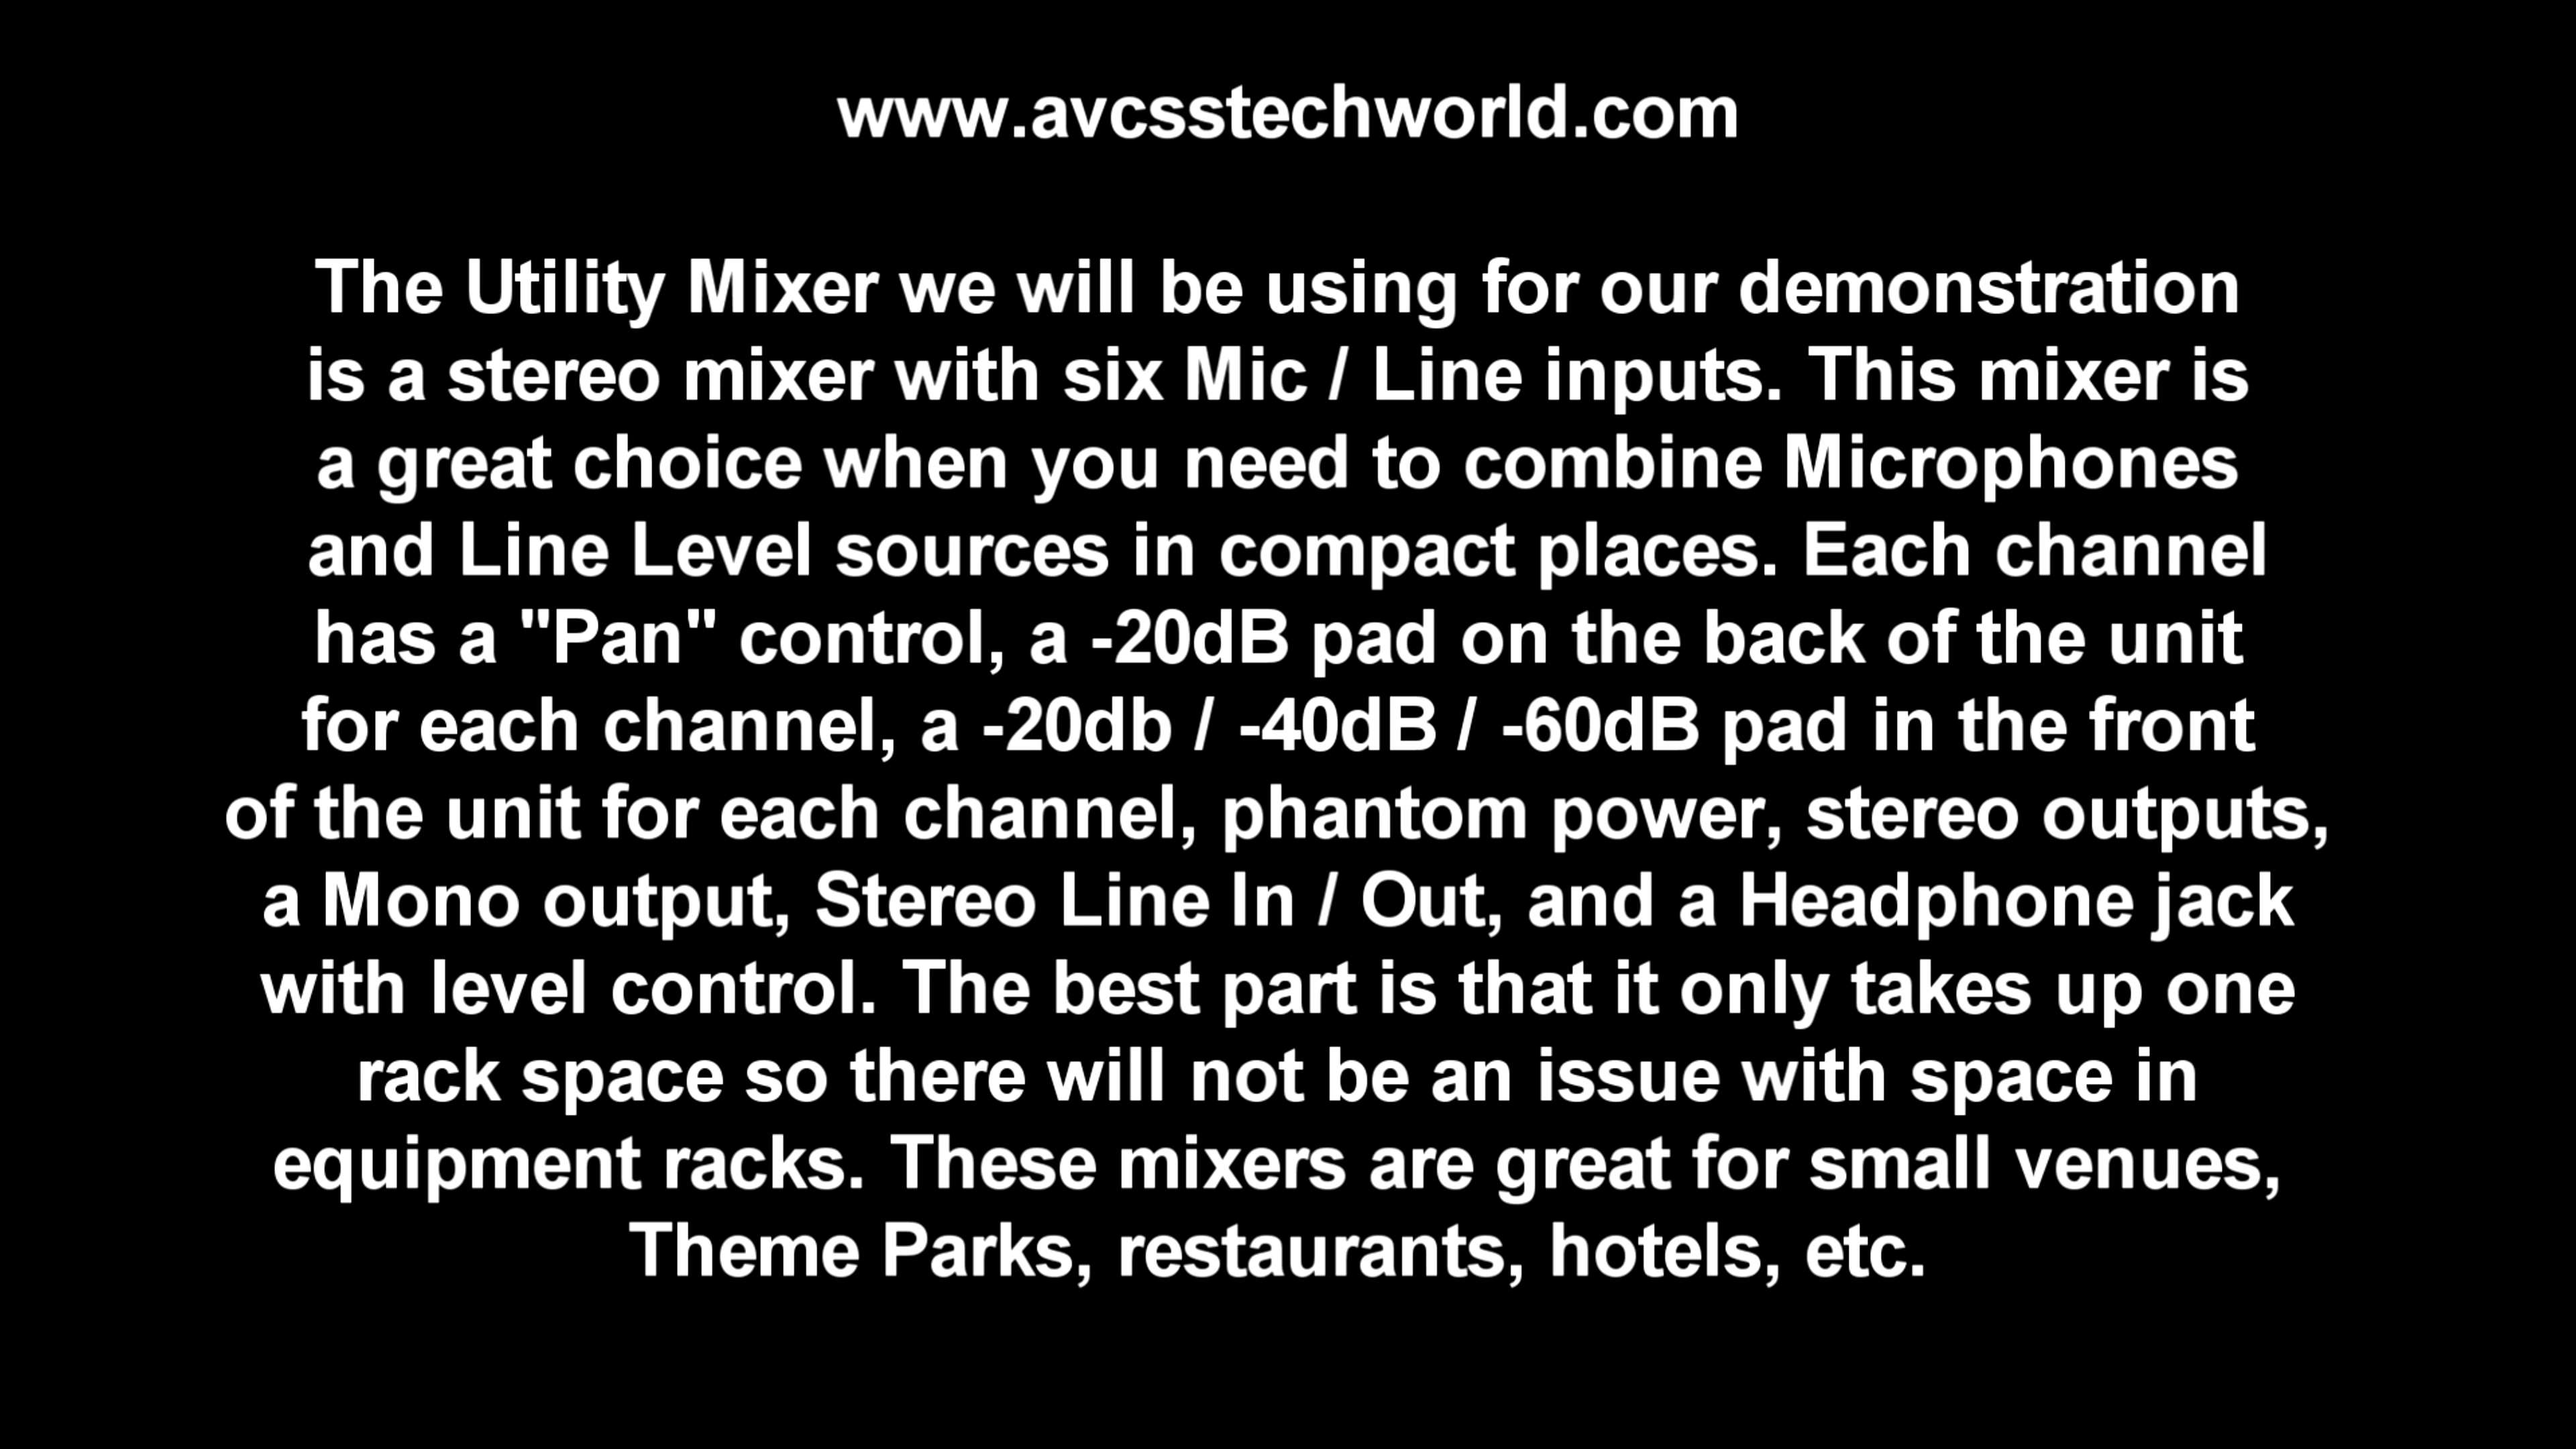 www.avcsstechworld.com
The Utility Mixer we will be using for our demonstration
is a stereo mixer with six Mic / Line inputs. This mixer is
a great choice when you need to combine Microphones
and Line Level sources in compact places. Each channel
has a "Pan" control, a -20dB pad on the back of the unit
for each channel, a -20db / -40dB / -60dB pad in the front
of the unit for each channel, phantom power, stereo outputs,
a Mono output, Stereo Line In / Out, and a Headphone jack
with level control. The best part is that it only takes up one
rack space so there will not be an issue with space in
equipment racks. These mixers are great for small venues,
Theme Parks, restaurants, hotels, etc.